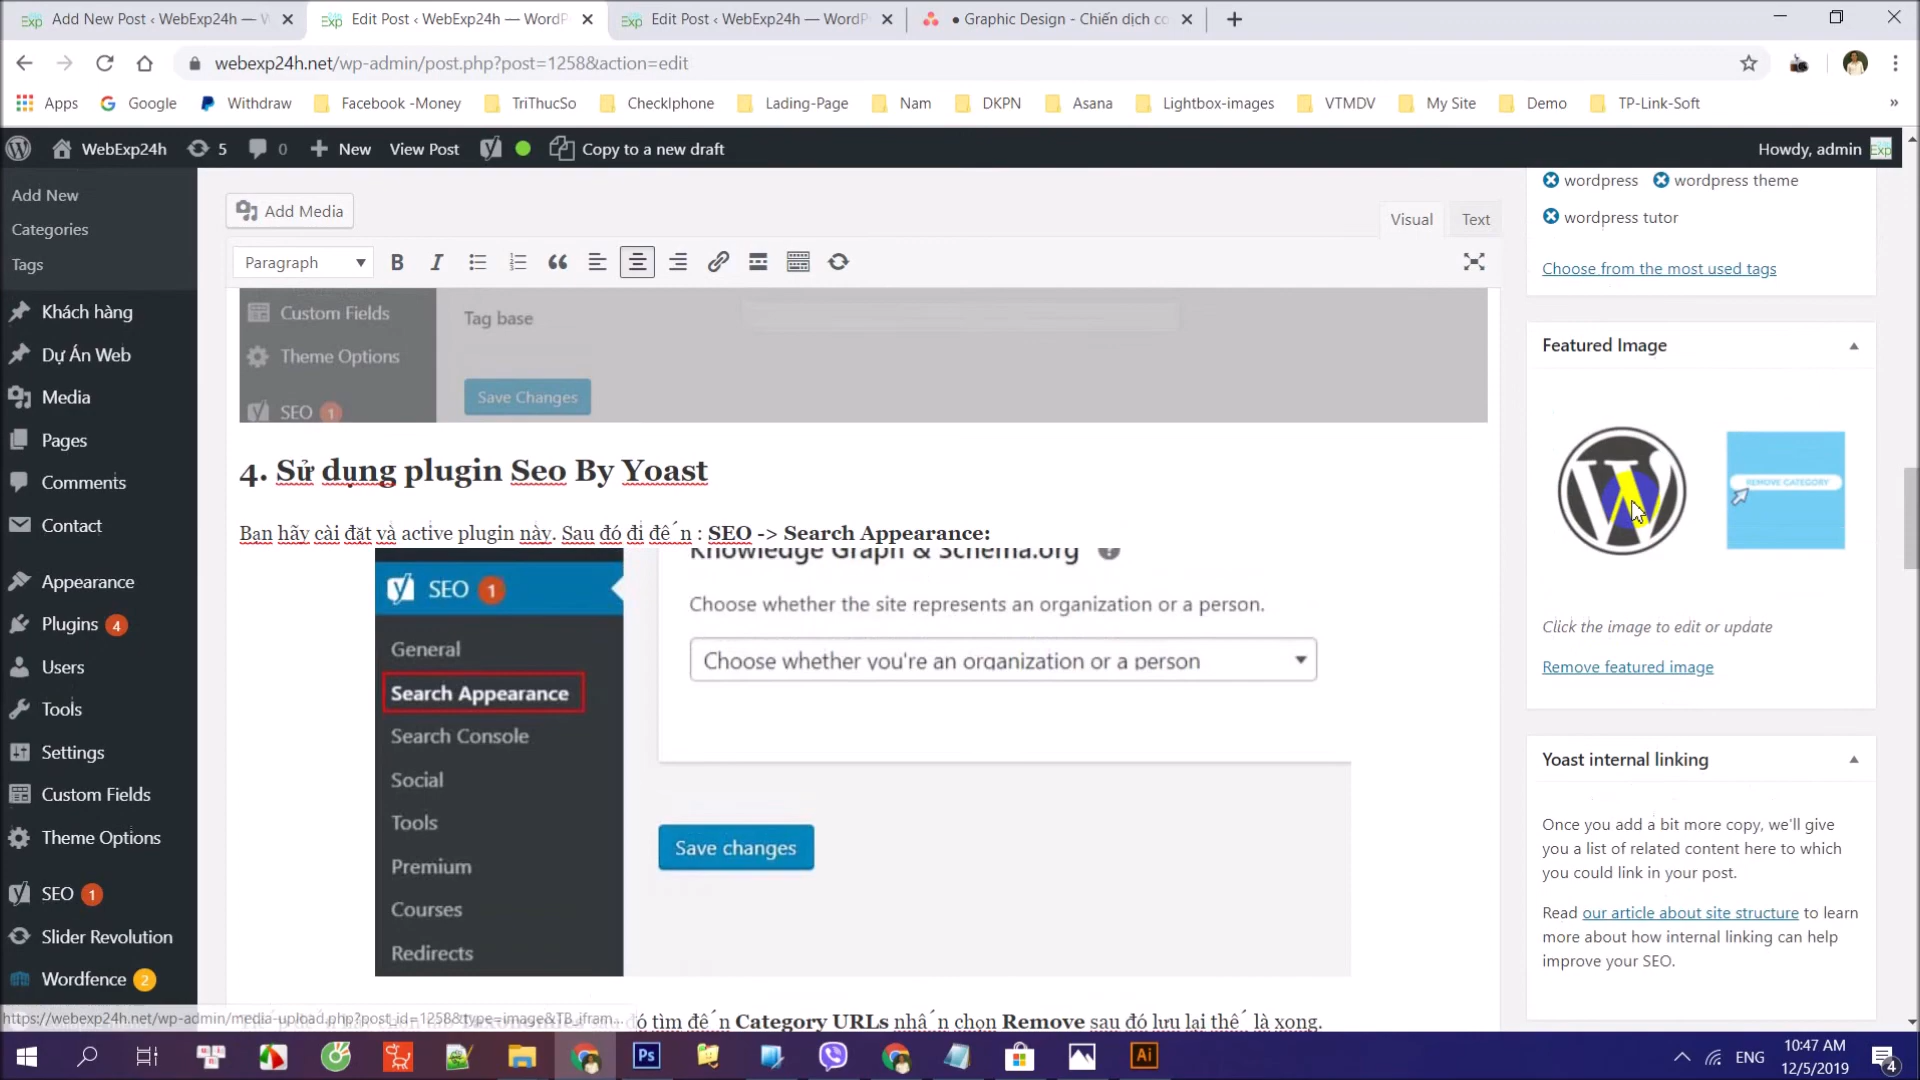 Add New Post ‹ WebExp24h — W
Edit Post ‹ WebExp24h — WordP
Edit Post ‹ WebExp24h — WordP
● Graphic Design - Chiến dịch co
webexp24h.net/wp-admin/post.php?post=1258&action=edit
Apps
Google
Withdraw
Facebook -Money
TriThucSo
CheckIphone
Lading-Page
Nam
DKPN
Asana
Lightbox-images
VTMDV
My Site
Demo
TP-Link-Soft
»
WebExp24h
5
0
New
View Post
Copy to a new draft
Howdy, admin
Exp
Add New
Categories
Tags
Khách hàng
Dự Án Web
Media
Pages
Comments
Contact
Appearance
Plugins 4
Users
Tools
Settings
Custom Fields
Theme Options
SEO 1
Slider Revolution
Wordfence 2
Add Media
Visual
Text
Paragraph
B
I
Custom Fields
Theme Options
SEO 1
Tag base
Save Changes
4. Sử dụng plugin Seo By Yoast
Bạn hãy cài đặt và active plugin này. Sau đó đi đến : SEO -> Search Appearance:
SEO 1
General
Search Appearance
Search Console
Social
Tools
Premium
Courses
Redirects
Knowledge Graph & Schema.org
Choose whether the site represents an organization or a person.
Choose whether you're an organization or a person
Save changes
tìm đến Category URLs nhấn chọn Remove sau đó lưu lại thế là xong.
wordpress
wordpress theme
wordpress tutor
Choose from the most used tags
Featured Image
REMOVE CATEGORY
Click the image to edit or update
Remove featured image
Yoast internal linking
Once you add a bit more copy, we'll give
you a list of related content here to which
you could link in your post.
Read our article about site structure to learn
more about how internal linking can help
improve your SEO.
https://webexp24h.net/wp-admin/media-upload.php?post_id=1258&type=image&TB_ifram...
Ps
Ai
ENG
10:47 AM
12/5/2019
4